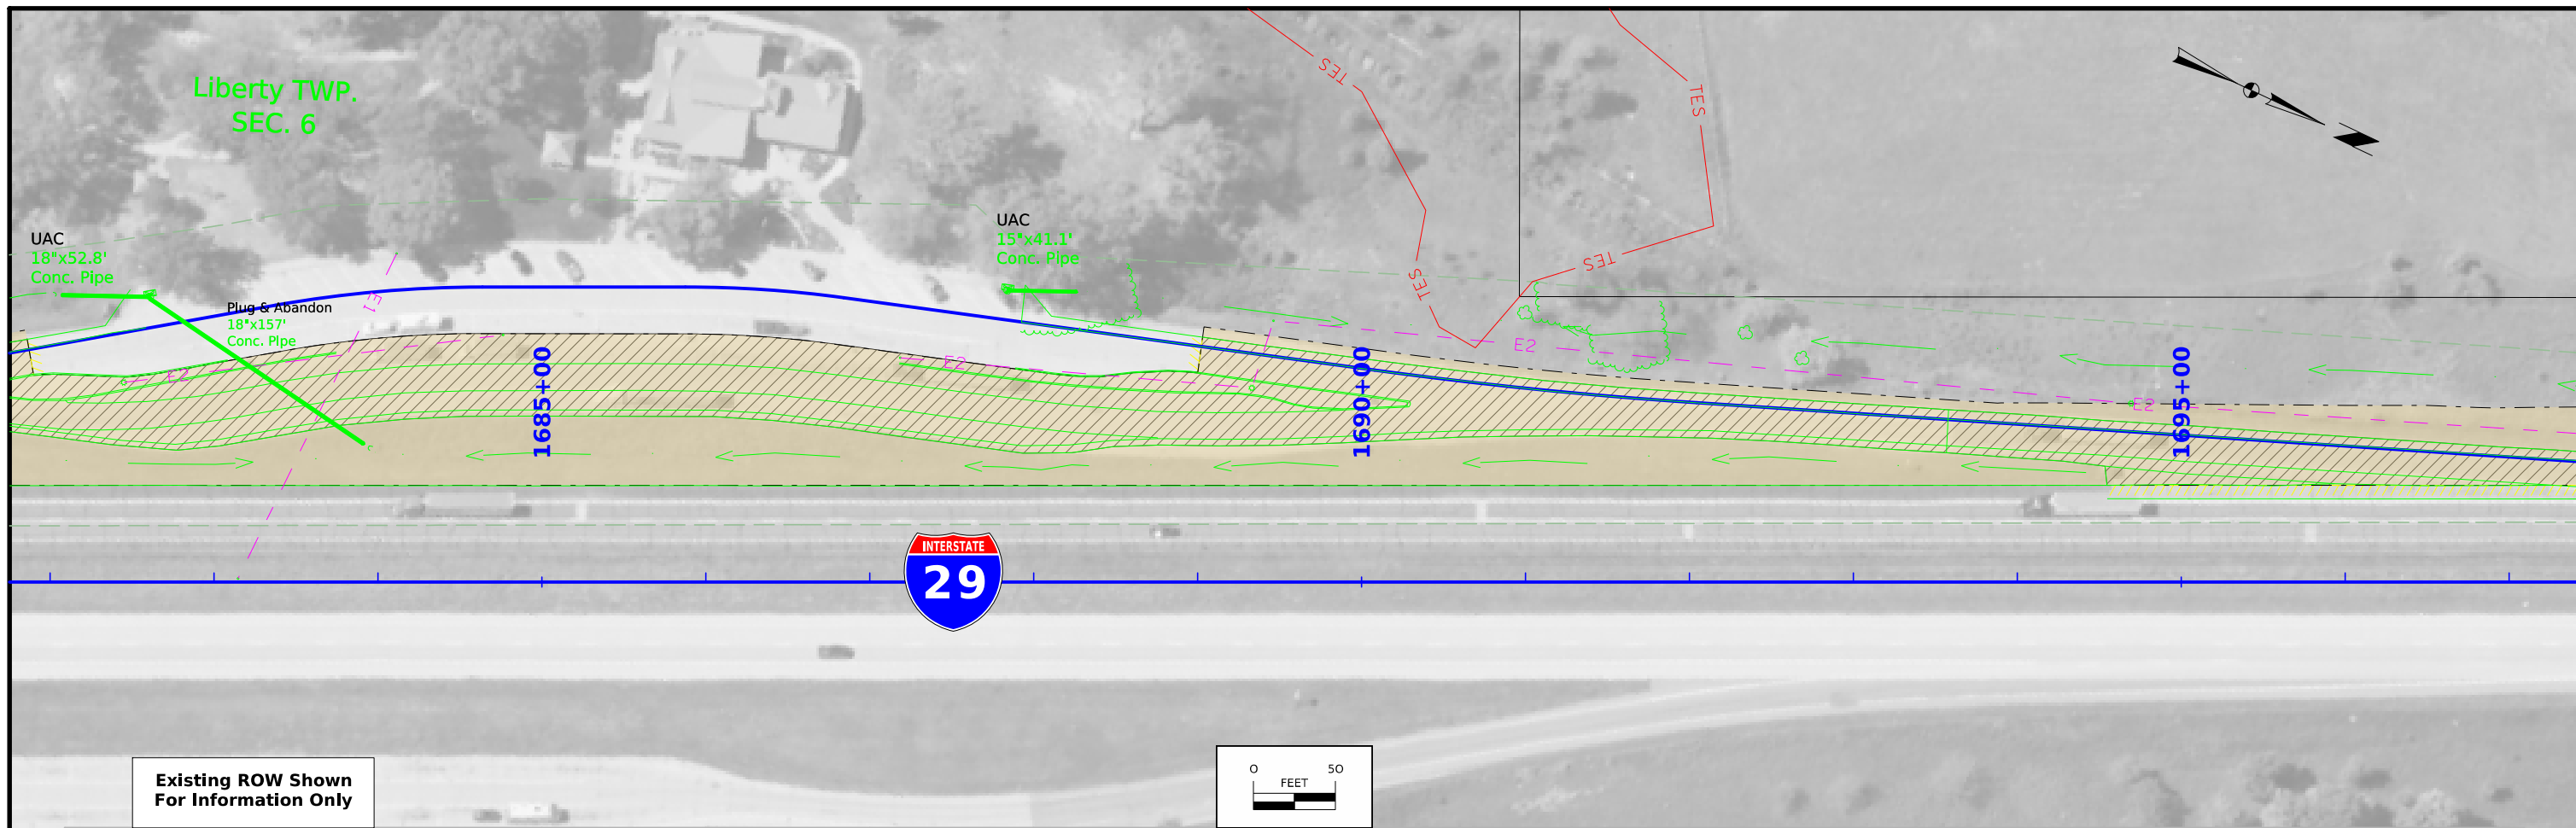 Liberty TWP.
SEC. 6
TES
TES
UAC
15"x41.1'
Conc. Pipe
UAC
18"x52.8'
Conc. Pipe
TES
TES
E1
Plug & Abandon
18"x157'
Conc. Pipe
E2
E2
E2
E2
1685+00
1690+00
1695+00
INTERSTATE
29
Existing ROW Shown
For Information Only
0 50
FEET